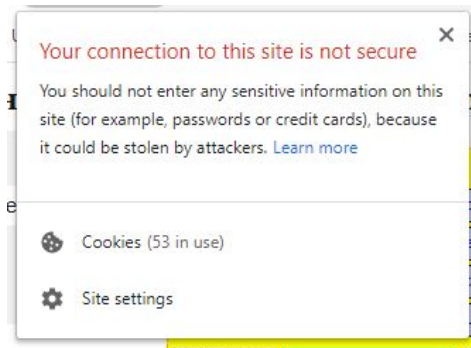 Your connection to this site is not secure
You should not enter any sensitive information on this
site (for example, passwords or credit cards), because
it could be stolen by attackers. Learn more
Cookies (53 in use)
Site settings